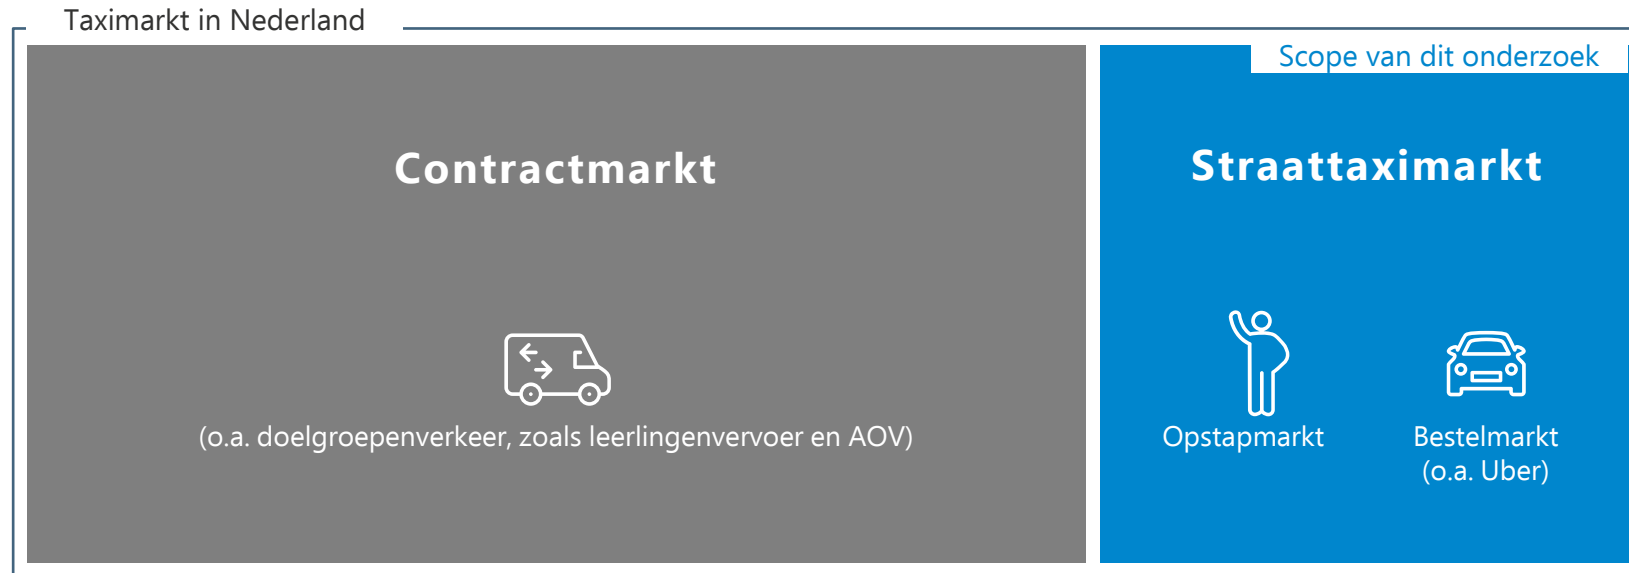 Taximarkt in Nederland
Scope van dit onderzoek
Contractmarkt
Straattaximarkt
(o.a. doelgroepenverkeer, zoals leerlingenvervoer en AOV)
Opstapmarkt
Bestelmarkt
(o.a. Uber)